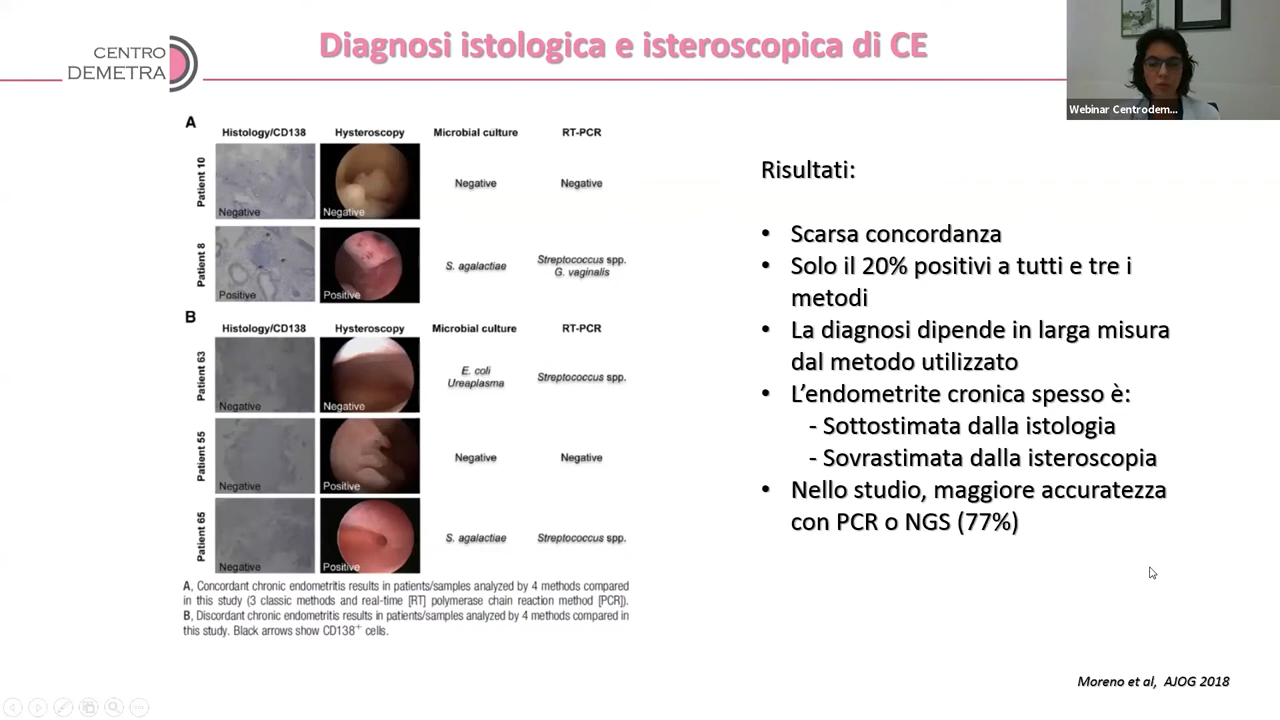 Diagnosi istologica e isteroscopica di CE
CENTRO
DEMETRA
Webinar Centrodem...
A
Histology/CD138 Hysteroscopy Microbial culture RT-PCR
Patient 10
Negative Negative Negative Negative
Patient 8
Positive Positive S. agalactiae Streptococcus spp.
G. vaginalis
B
Histology/CD138 Hysteroscopy Microbial culture RT-PCR
Patient 63
Negative Negative E. coli
Ureaplasma Streptococcus spp.
Patient 55
Negative Positive Negative Negative
Patient 65
Negative Positive S. agalactiae Streptococcus spp.
A, Concordant chronic endometritis results in patients/samples analyzed by 4 methods compared
in this study (3 classic methods and real-time [RT] polymerase chain reaction method [PCR]).
B, Discordant chronic endometritis results in patients/samples analyzed by 4 methods compared in
this study. Black arrows show CD138+ cells.
Risultati:
• Scarsa concordanza
• Solo il 20% positivi a tutti e tre i
metodi
• La diagnosi dipende in larga misura
dal metodo utilizzato
• L’endometrite cronica spesso è:
- Sottostimata dalla istologia
- Sovrastimata dalla isteroscopia
• Nello studio, maggiore accuratezza
con PCR o NGS (77%)
Moreno et al, AJOG 2018